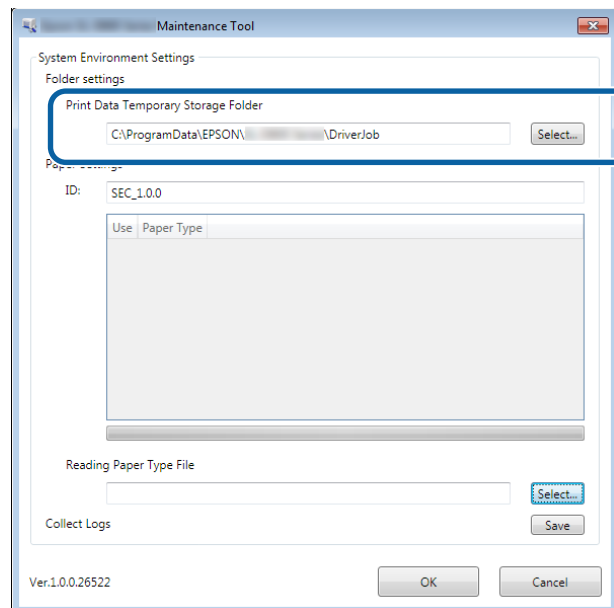 Maintenance Tool
System Environment Settings
Folder settings
Print Data Temporary Storage Folder
C:\ProgramData\EPSON\ \DriverJob Select...
ID: SEC_1.0.0
Use Paper Type
Reading Paper Type File
Select...
Collect Logs Save
Ver.1.0.0.26522 OK Cancel